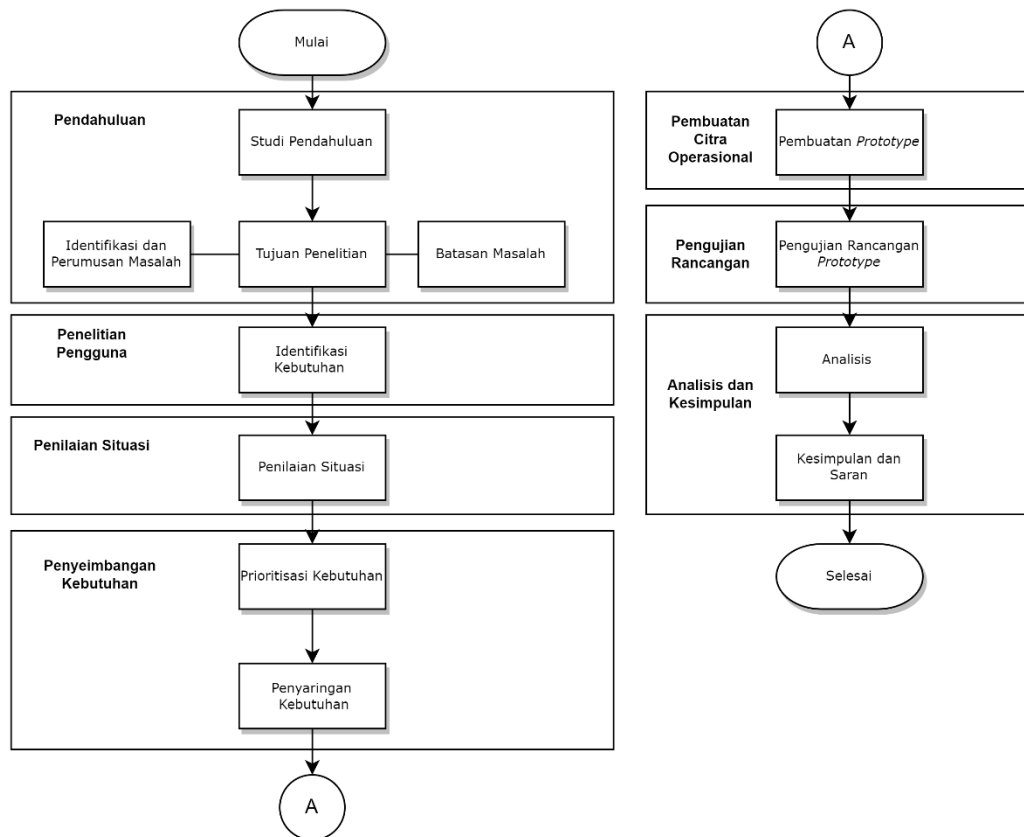 Mulai
Pendahuluan
Studi Pendahuluan
Identifikasi dan
Perumusan Masalah
Tujuan Penelitian
Batasan Masalah
Penelitian
Pengguna
Identifikasi
Kebutuhan
Penilaian Situasi
Penilaian Situasi
Penyeimbangan
Kebutuhan
Prioritisasi Kebutuhan
Penyaringan
Kebutuhan
A
A
Pembuatan
Citra
Operasional
Pembuatan Prototype
Pengujian
Rancangan
Pengujian Rancangan
Prototype
Analisis dan
Kesimpulan
Analisis
Kesimpulan dan
Saran
Selesai